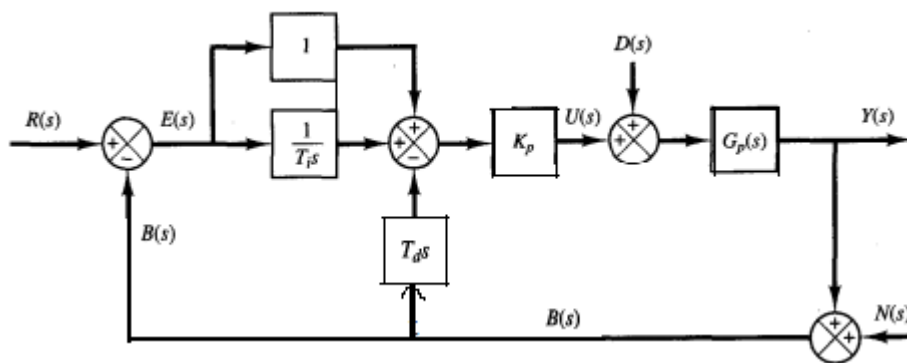 1
D(s)
R(s)
+
−
E(s)
1
T_i s
+
+
−
K_p
U(s)
+
+
G_p(s)
Y(s)
B(s)
T_d s
B(s)
+
+
N(s)